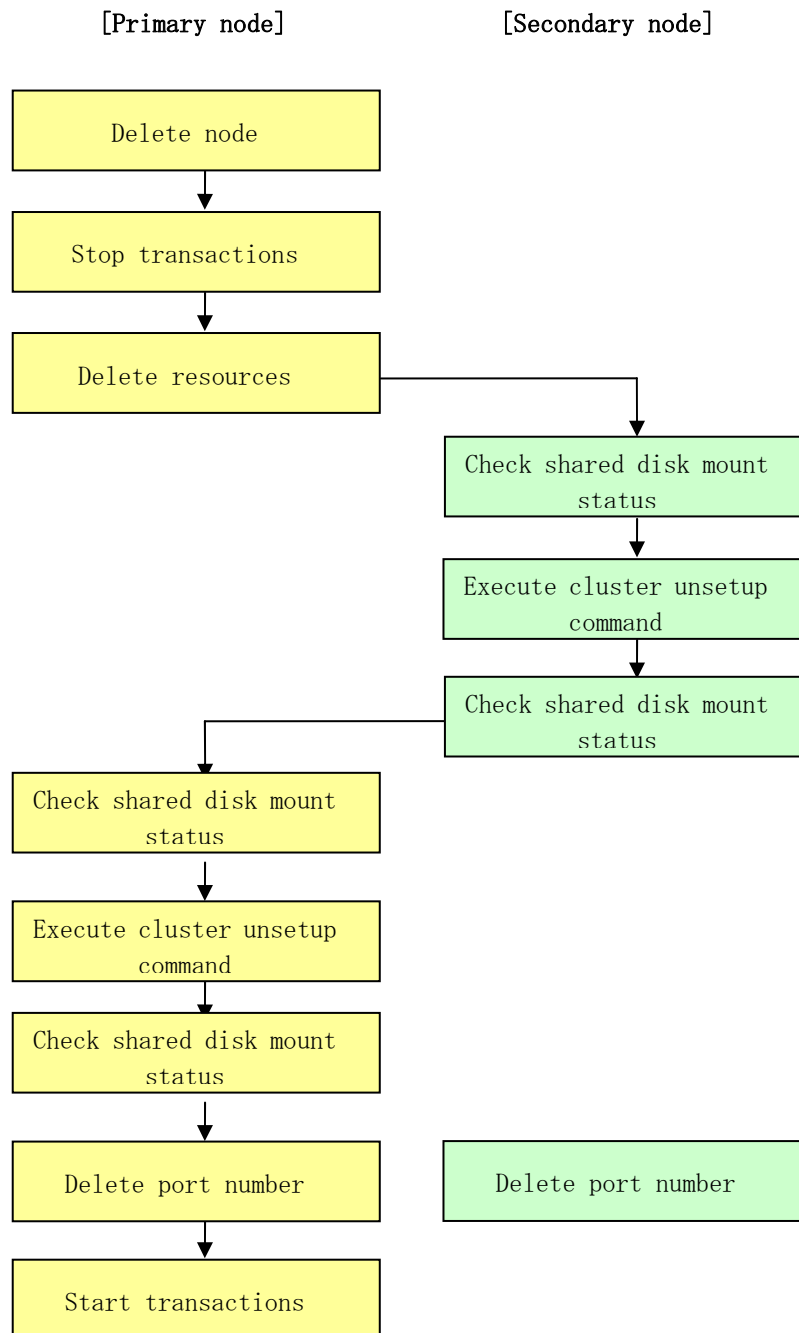 [Primary node]
[Secondary node]
Delete node
Stop transactions
Delete resources
Check shared disk mount
status
Execute cluster unsetup
command
Check shared disk mount
status
Check shared disk mount
status
Execute cluster unsetup
command
Check shared disk mount
status
Delete port number
Delete port number
Start transactions